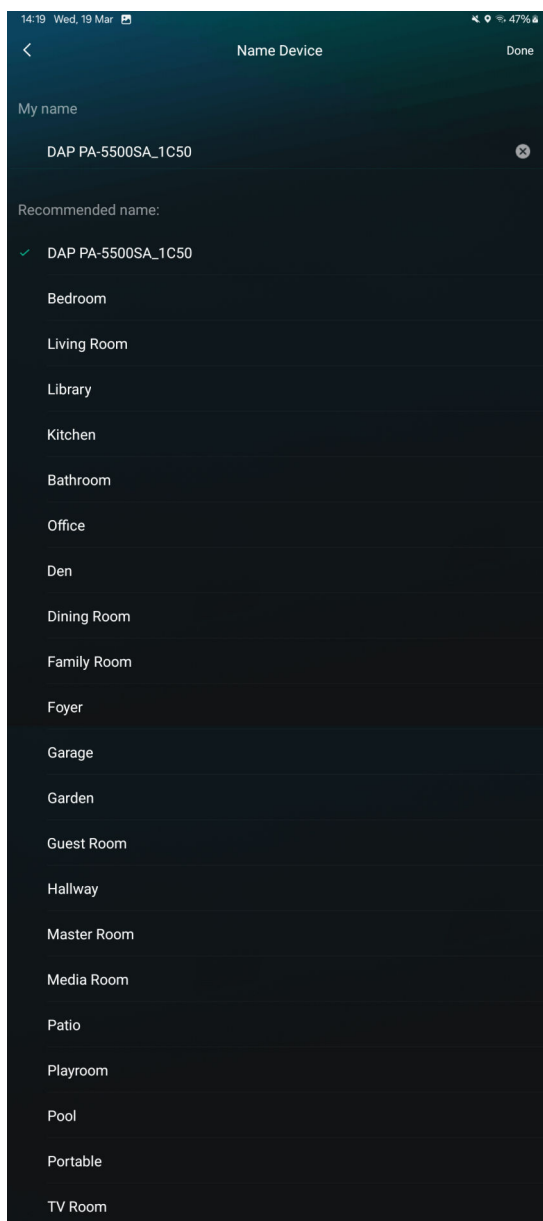 14:19 Wed, 19 Mar 47%
Name Device Done
My name
DAP PA-5500SA_1C50
Recommended name:
DAP PA-5500SA_1C50
Bedroom
Living Room
Library
Kitchen
Bathroom
Office
Den
Dining Room
Family Room
Foyer
Garage
Garden
Guest Room
Hallway
Master Room
Media Room
Patio
Playroom
Pool
Portable
TV Room